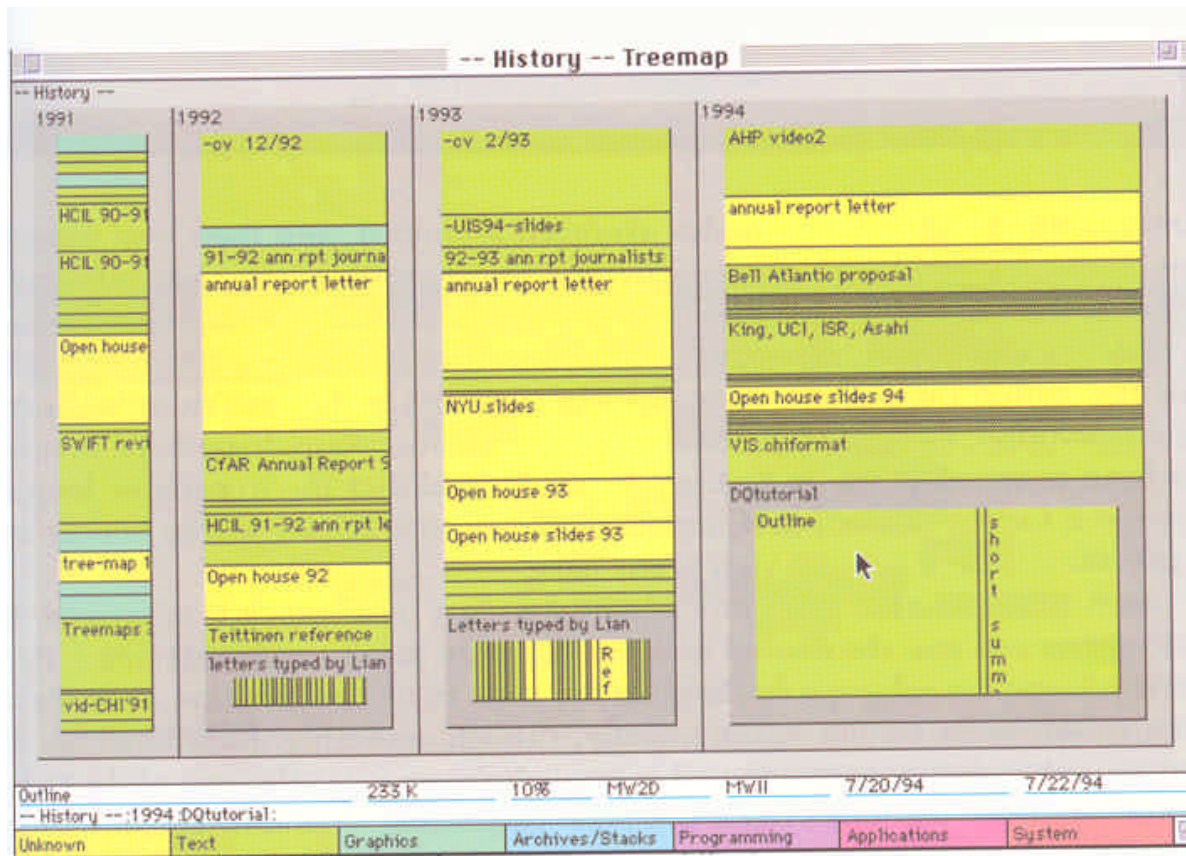 -- History -- Treemap
-- History --
1991
HCIL 90-91
HCIL 90-91
Open house
SWIFT revi
tree-map 1
Treemaps
vid-CHI'91
1992
-cv 12/92
91-92 ann rpt journa
annual report letter
CfAR Annual Report 9
HCIL 91-92 ann rpt le
Open house 92
Teittinen reference
letters typed by Lian
1993
-cv 2/93
-UIS94-slides
92-93 ann rpt journalists
annual report letter
NYU.slides
Open house 93
Open house slides 93
Letters typed by Lian
Ref
1994
AHP video2
annual report letter
Bell Atlantic proposal
King, UCI, ISR, Asahi
Open house slides 94
VIS.chiformat
DQtutorial
Outline
short summ
Outline 233 K 10% MW2D MWII 7/20/94 7/22/94
-- History --:1994:DQtutorial:
Unknown Text Graphics Archives/Stacks Programming Applications System